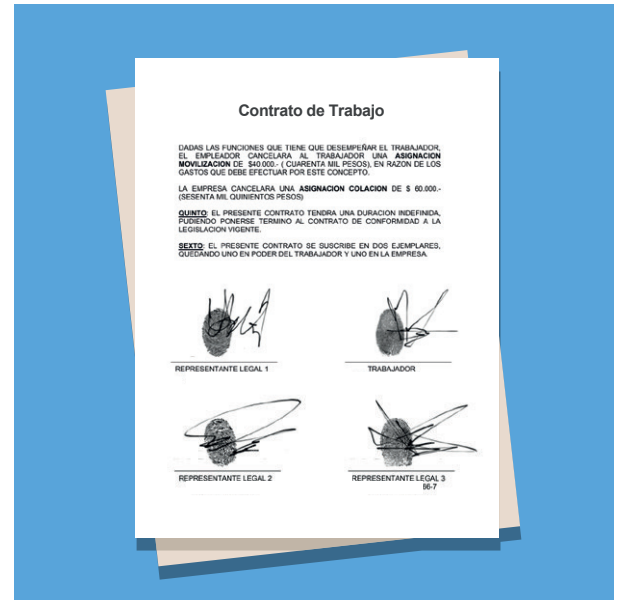 Contrato de Trabajo
DADAS LAS FUNCIONES QUE TIENE QUE DESEMPEÑAR EL TRABAJADOR,
EL EMPLEADOR CANCELARA AL TRABAJADOR UNA ASIGNACION
MOVILIZACION DE $40.000.- ( CUARENTA MIL PESOS), EN RAZON DE LOS
GASTOS QUE DEBE EFECTUAR POR ESTE CONCEPTO.
LA EMPRESA CANCELARA UNA ASIGNACION COLACION DE $ 60.000.-
(SESENTA MIL QUINIENTOS PESOS)
QUINTO: EL PRESENTE CONTRATO TENDRA UNA DURACION INDEFINIDA,
PUDIENDO PONERSE TERMINO AL CONTRATO DE CONFORMIDAD A LA
LEGISLACION VIGENTE.
SEXTO: EL PRESENTE CONTRATO SE SUSCRIBE EN DOS EJEMPLARES,
QUEDANDO UNO EN PODER DEL TRABAJADOR Y UNO EN LA EMPRESA.
REPRESENTANTE LEGAL 1
TRABAJADOR
REPRESENTANTE LEGAL 2
REPRESENTANTE LEGAL 3
86-7